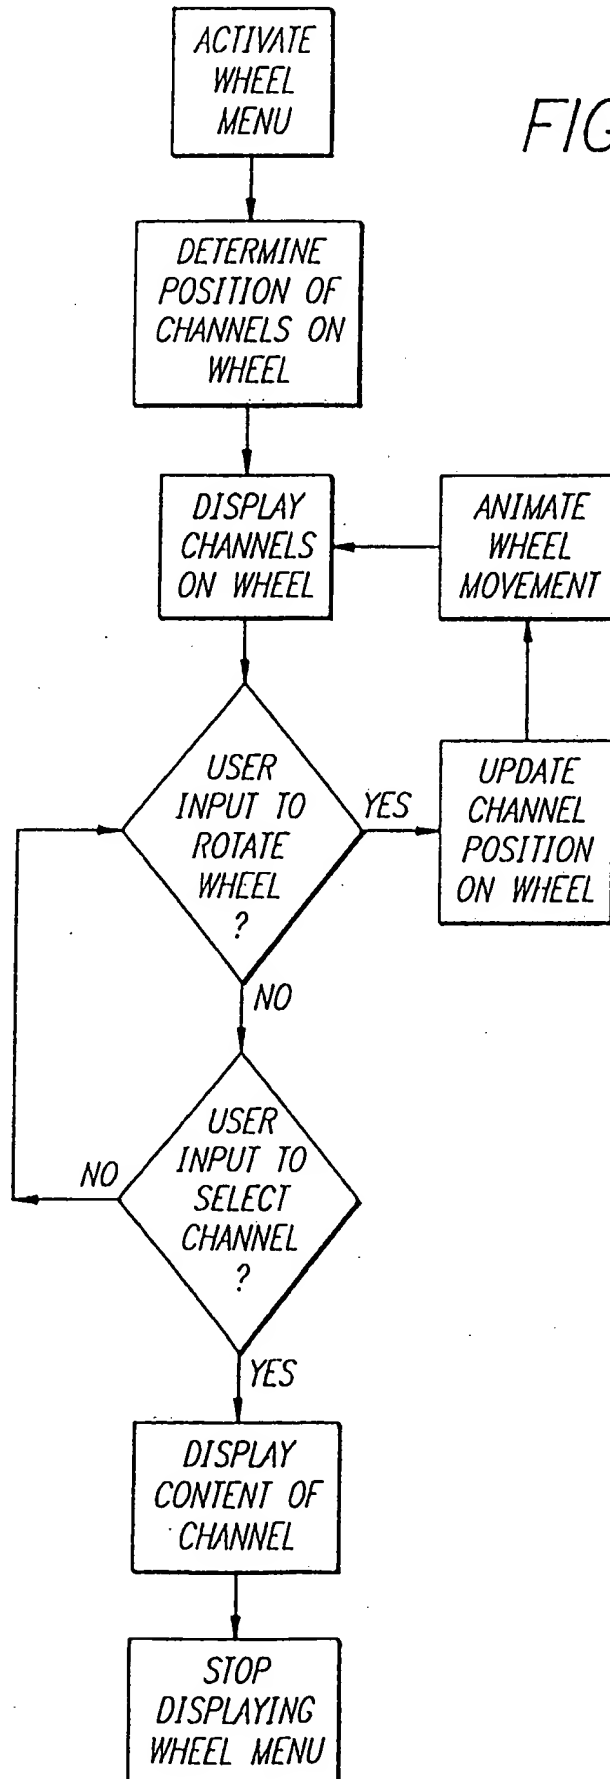 ACTIVATE
WHEEL
MENU
FIG
DETERMINE
POSITION OF
CHANNELS ON
WHEEL
DISPLAY
CHANNELS
ON WHEEL
ANIMATE
WHEEL
MOVEMENT
USER
INPUT TO
ROTATE
WHEEL
?
YES
UPDATE
CHANNEL
POSITION
ON WHEEL
NO
USER
INPUT TO
SELECT
CHANNEL
?
NO
YES
DISPLAY
CONTENT OF
CHANNEL
STOP
DISPLAYING
WHEEL MENU